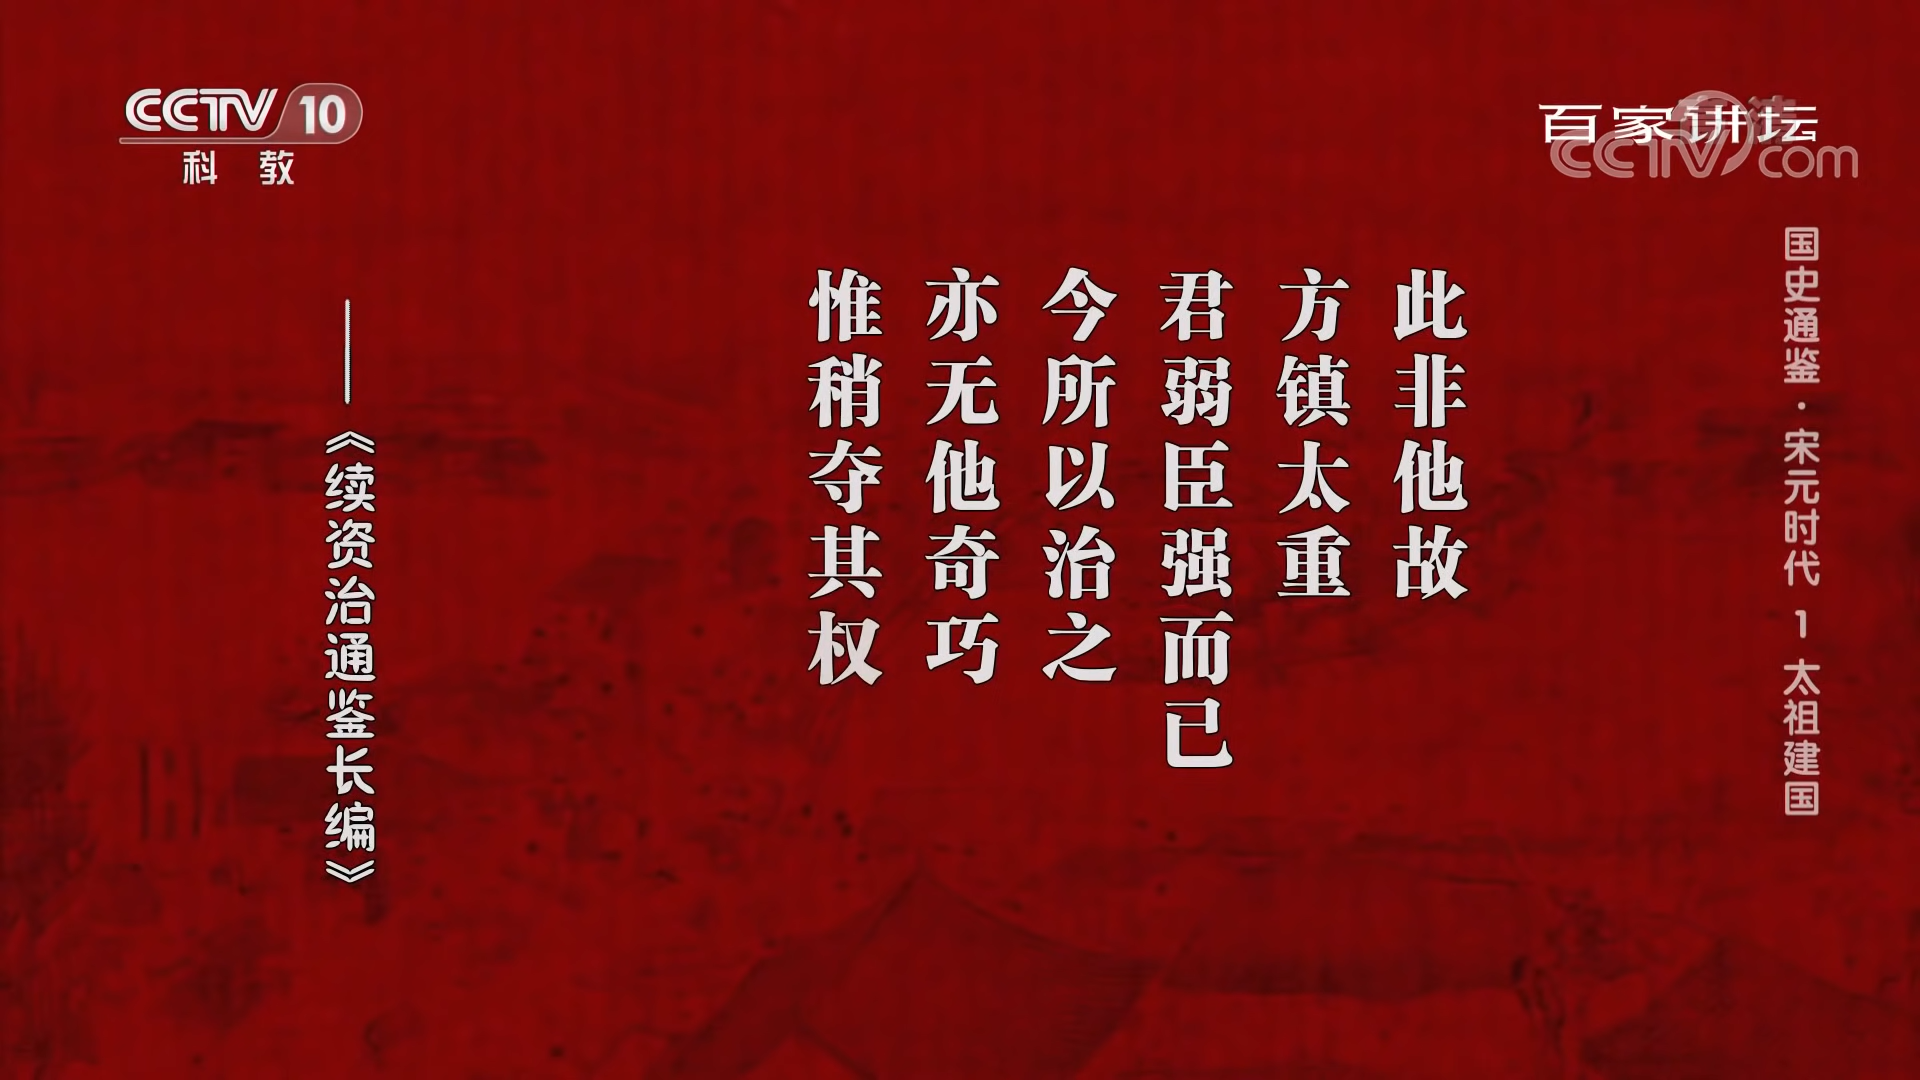 CCTV 10
科 教
百家讲坛
CCTV.com
国史通鉴·宋元时代 1 太祖建国
此非他故
方镇太重
君弱臣强而已
今所以治之
亦无他奇巧
惟稍夺其权
——《续资治通鉴长编》